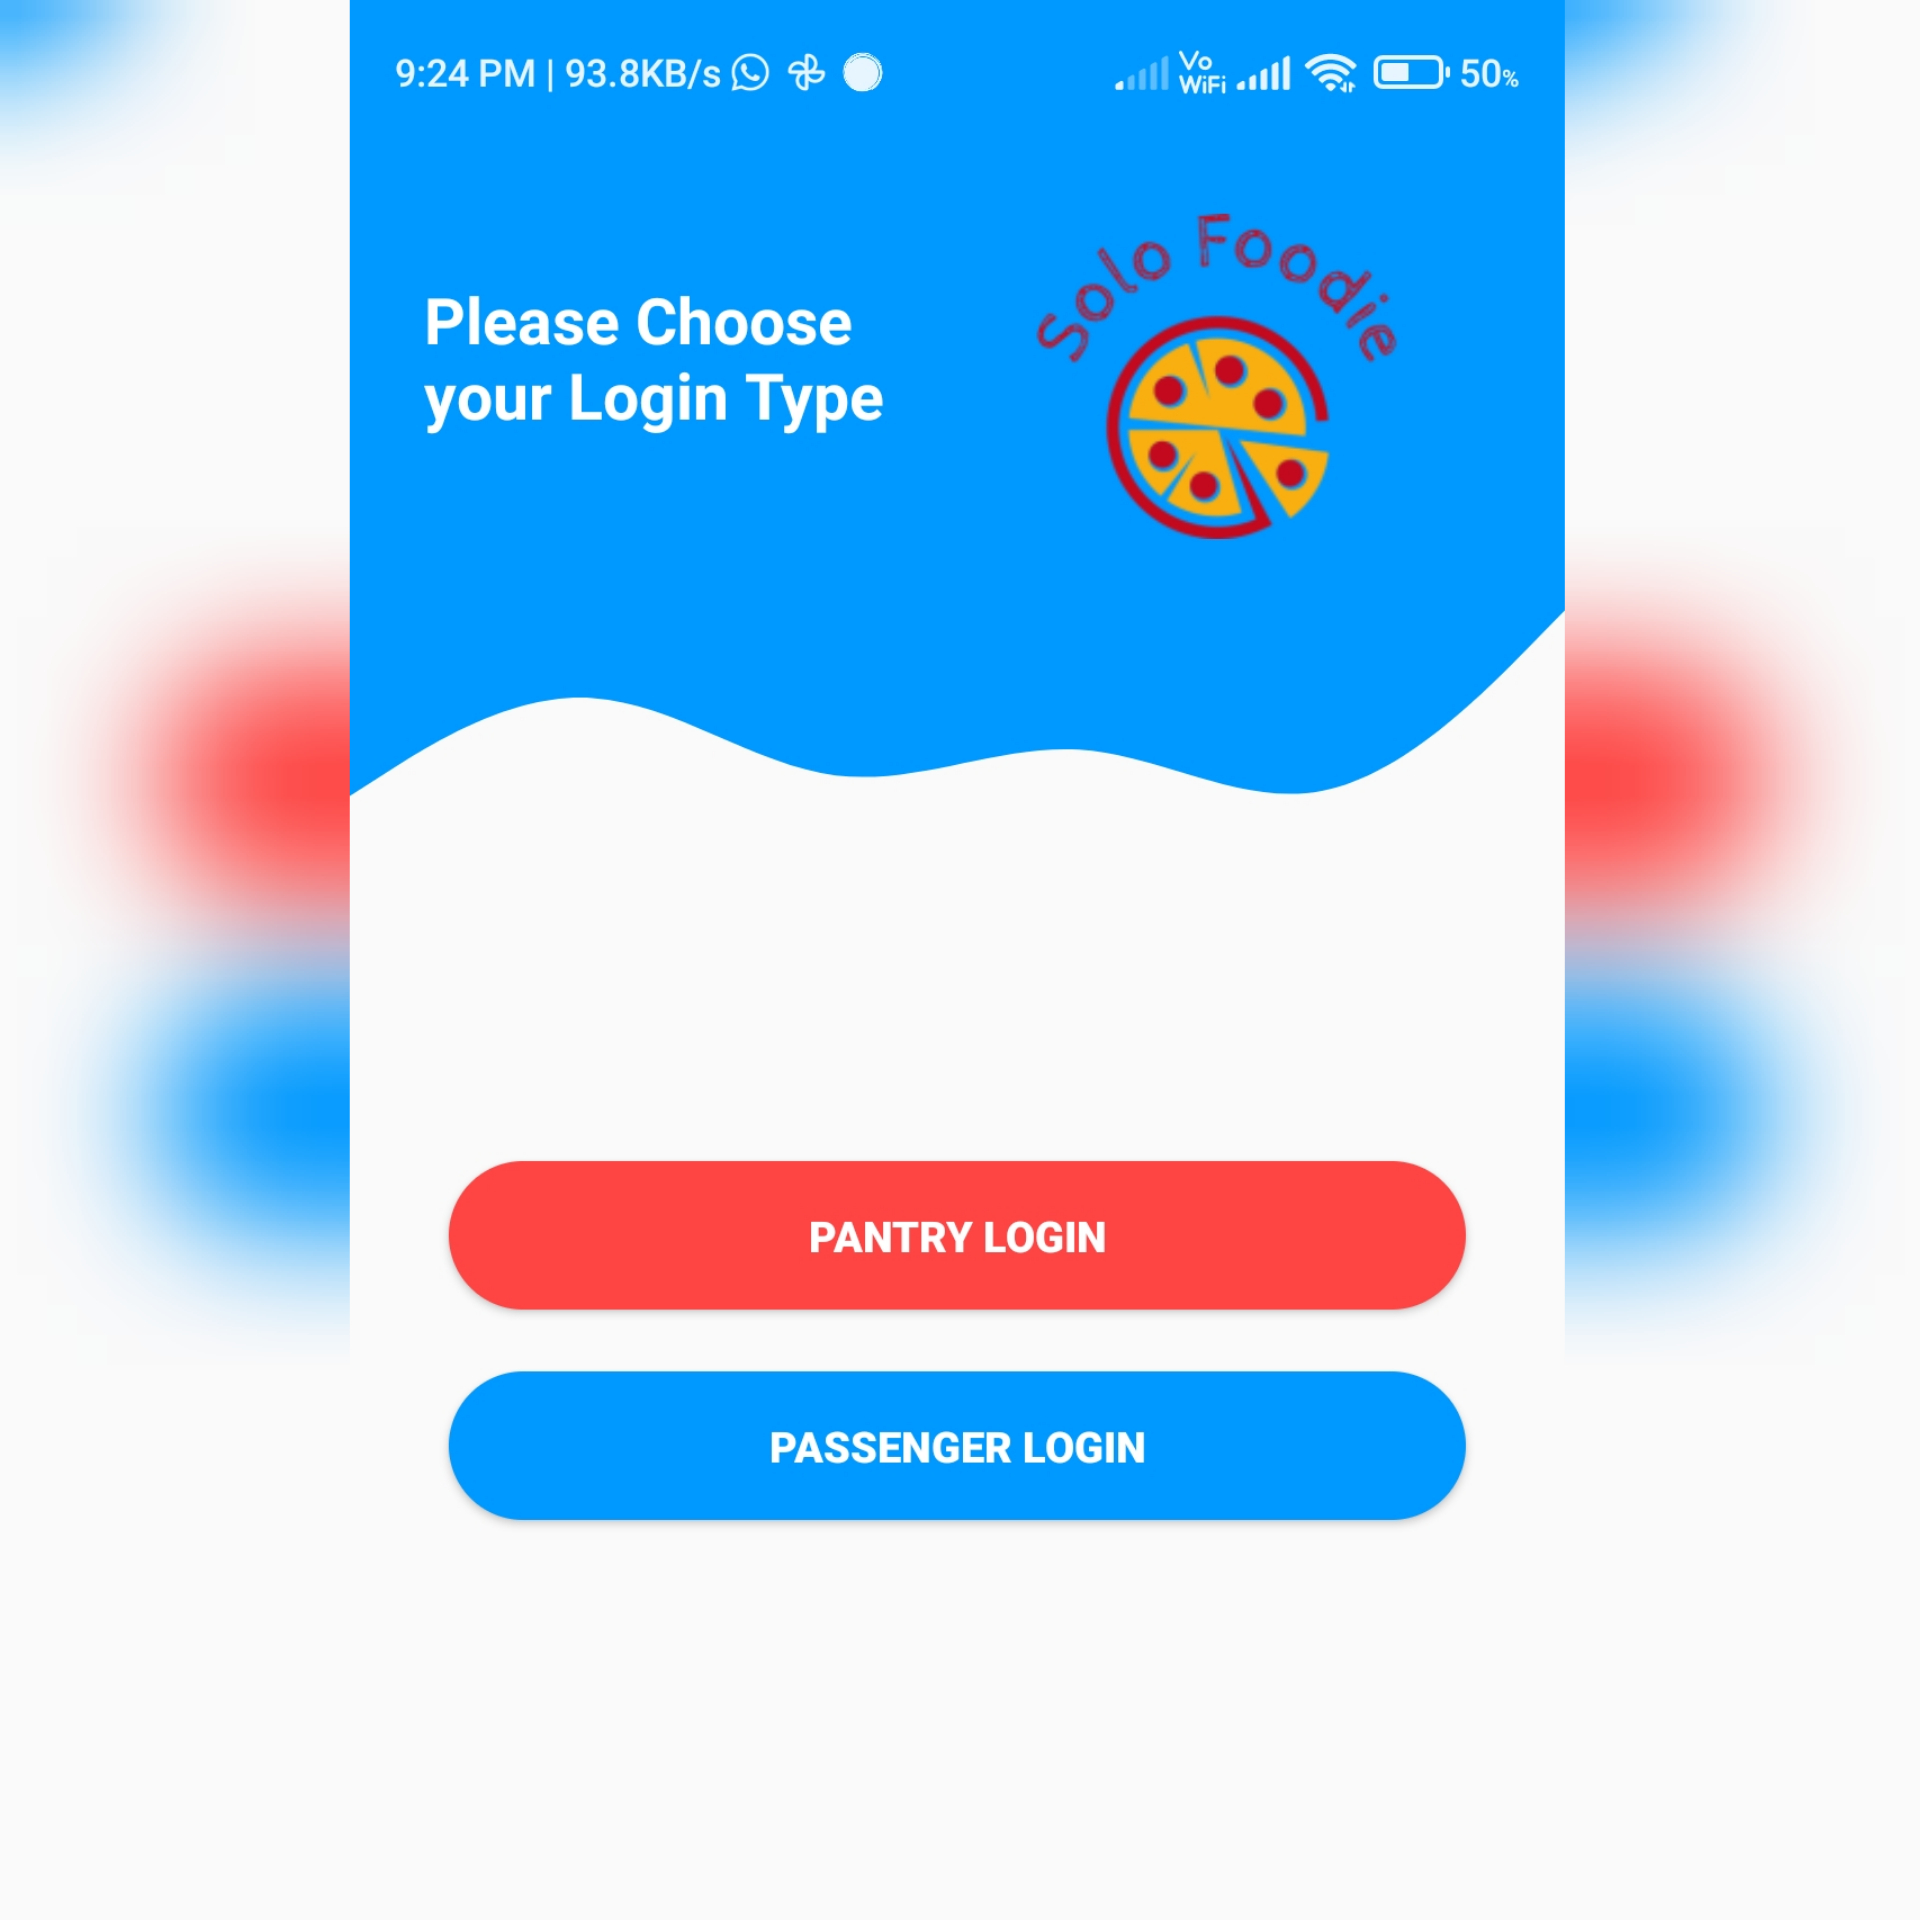 9:24 PM | 93.8KB/s
Vo
WiFi
50%
Solo Foodie
Please Choose
your Login Type
PANTRY LOGIN
PASSENGER LOGIN